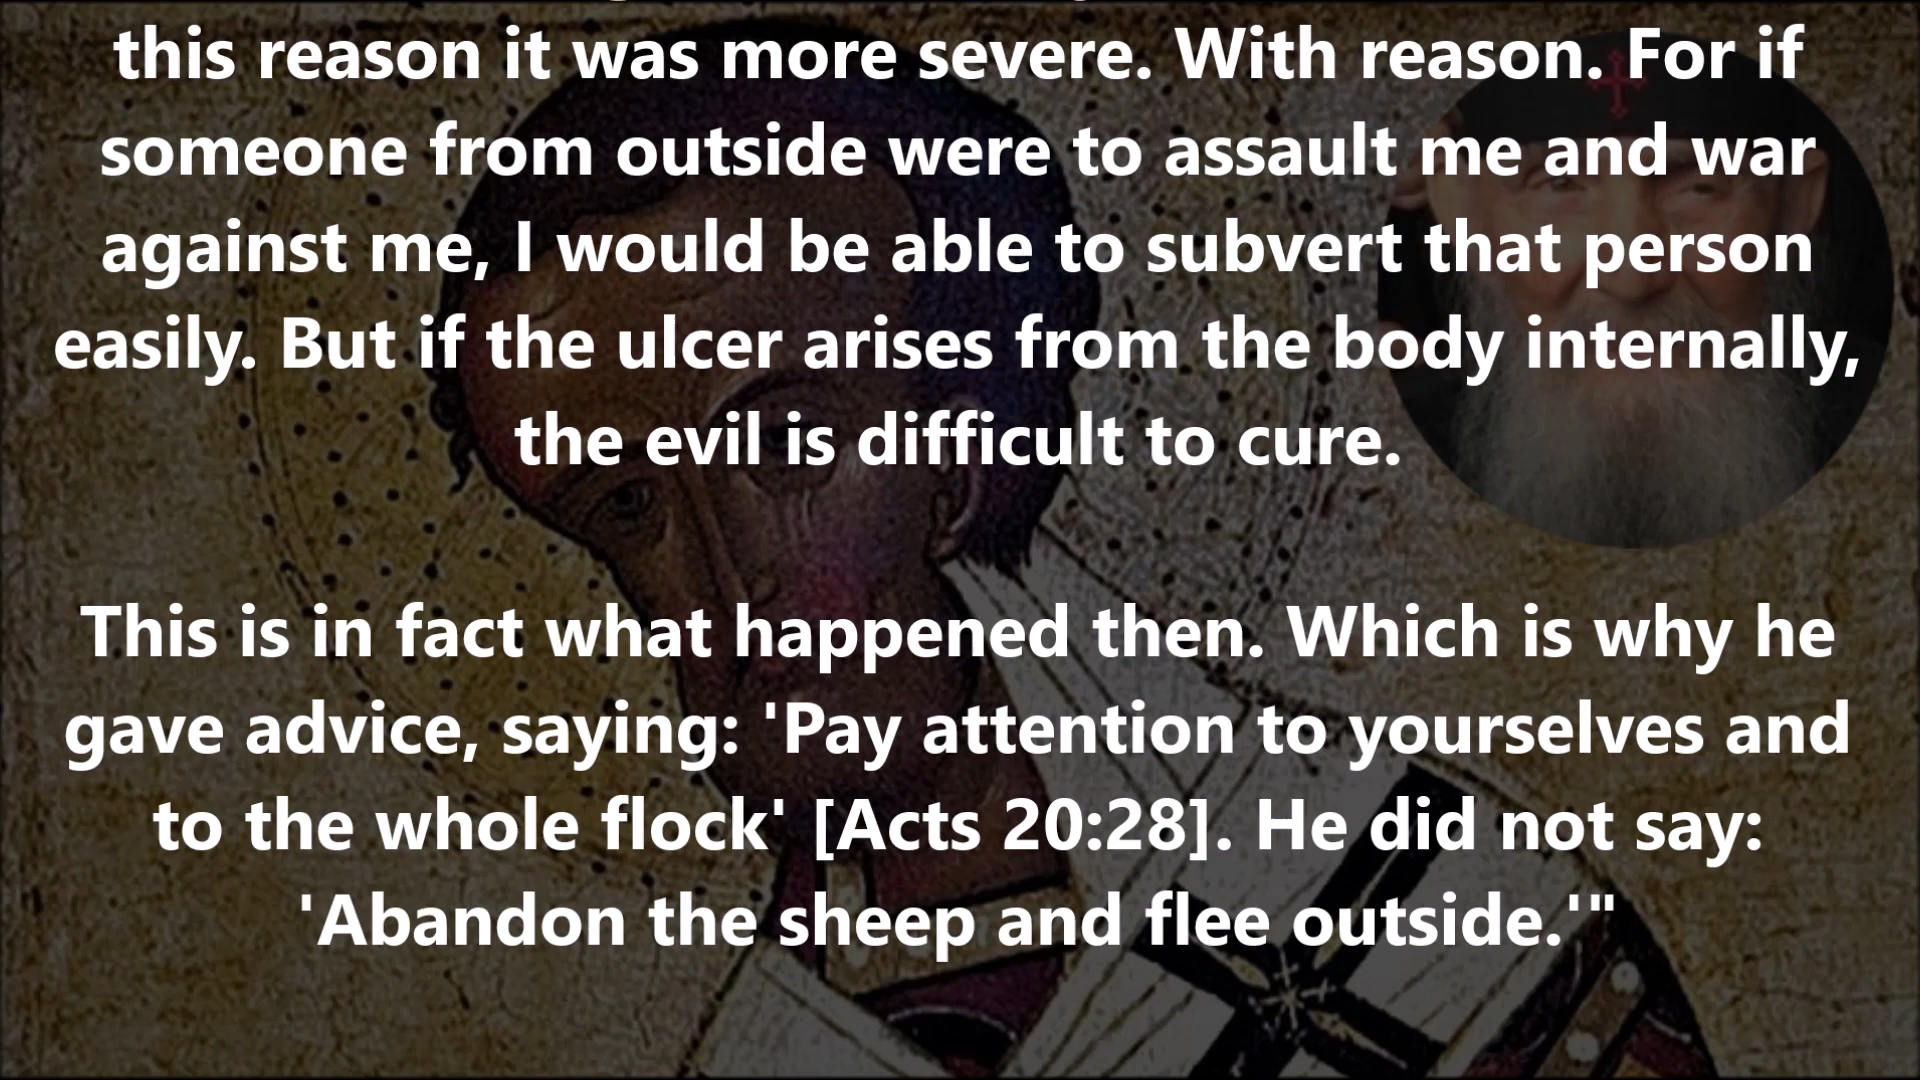 this reason it was more severe. With reason. For if
someone from outside were to assault me and war
against me, I would be able to subvert that person
easily. But if the ulcer arises from the body internally,
the evil is difficult to cure.
This is in fact what happened then. Which is why he
gave advice, saying: 'Pay attention to yourselves and
to the whole flock' [Acts 20:28]. He did not say:
'Abandon the sheep and flee outside.'"